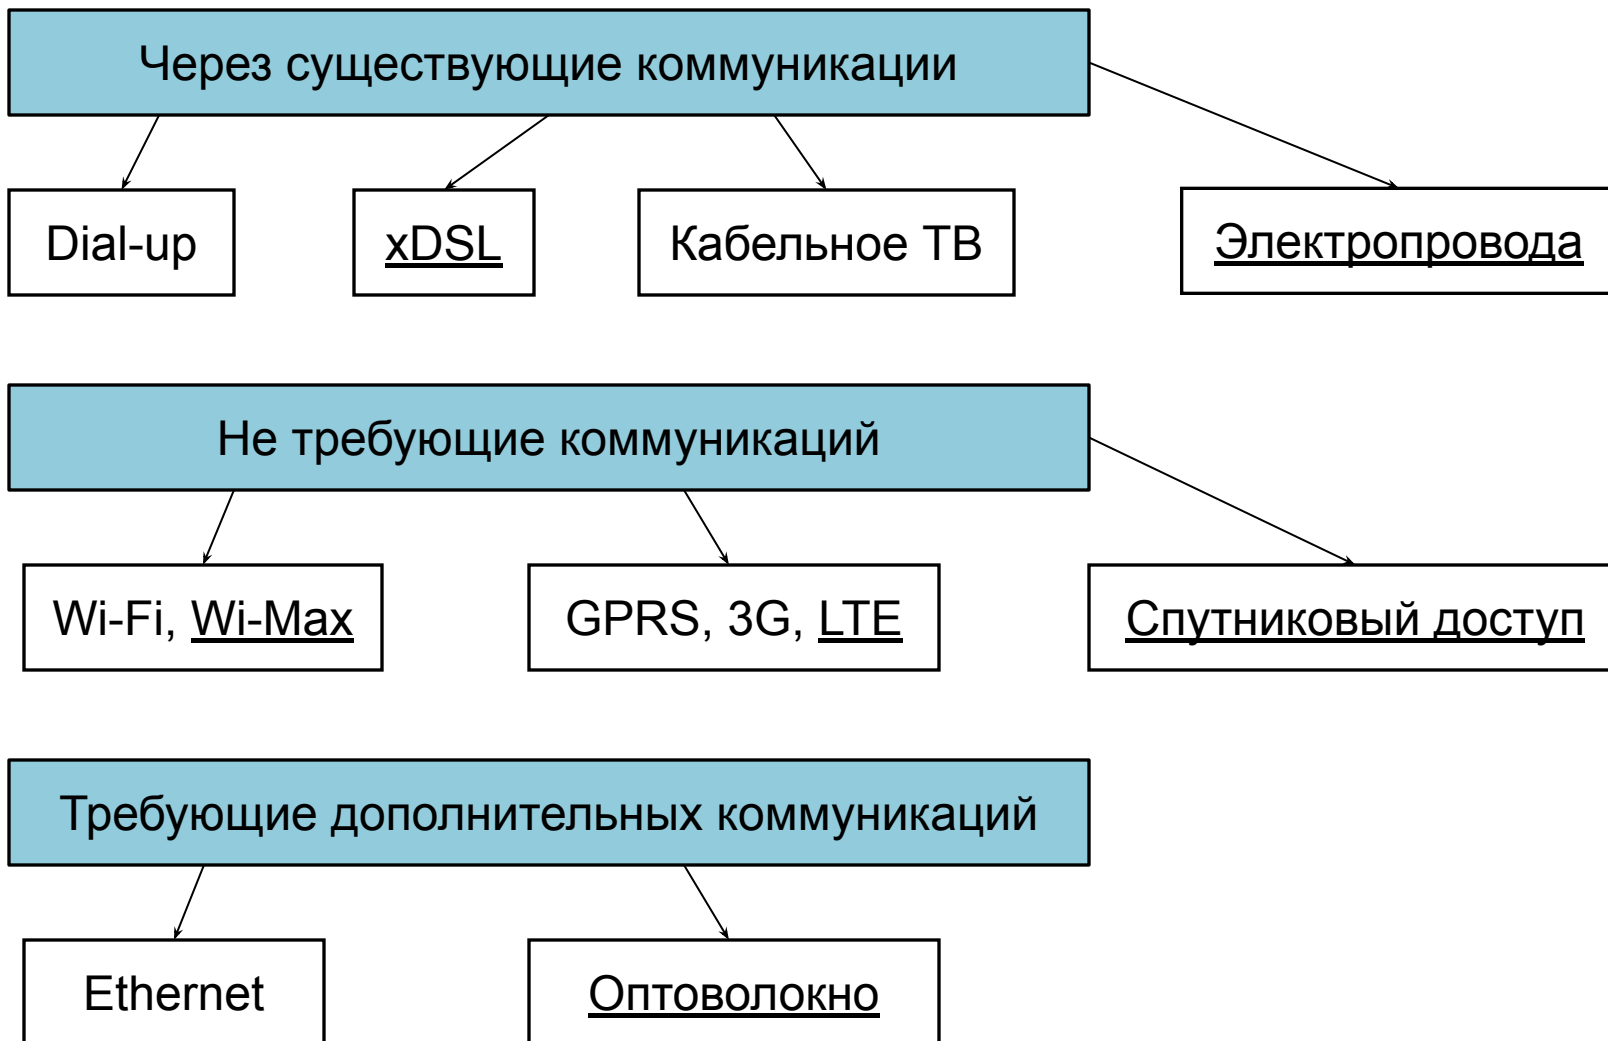 Через существующие коммуникации
Dial-up
xDSL
Кабельное ТВ
Электропровода
Не требующие коммуникаций
Wi-Fi, Wi-Max
GPRS, 3G, LTE
Спутниковый доступ
Требующие дополнительных коммуникаций
Ethernet
Оптоволокно